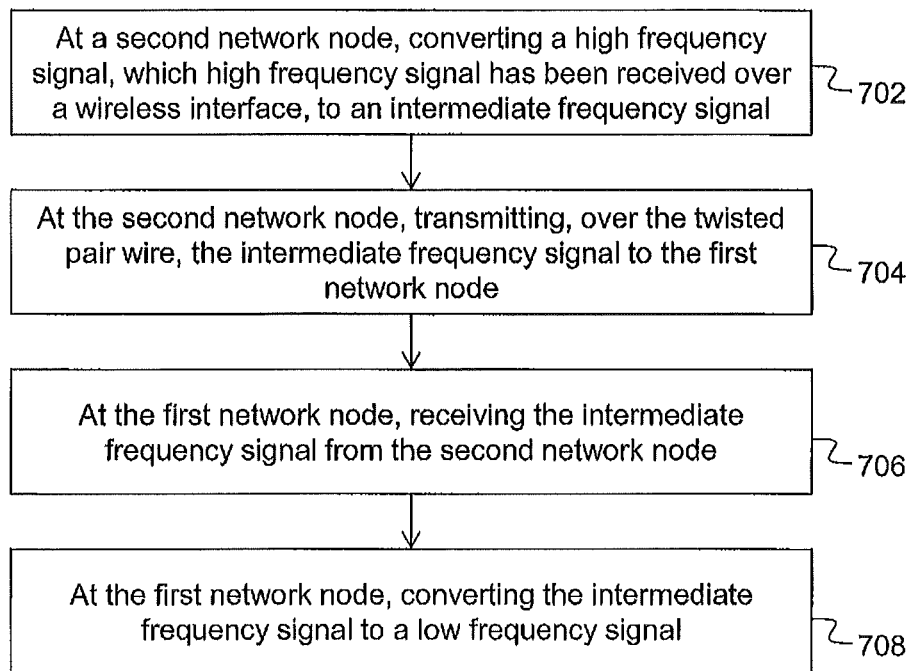 At a second network node, converting a high frequency
signal, which high frequency signal has been received over
a wireless interface, to an intermediate frequency signal
702
At the second network node, transmitting, over the twisted
pair wire, the intermediate frequency signal to the first
network node
704
At the first network node, receiving the intermediate
frequency signal from the second network node
706
At the first network node, converting the intermediate
frequency signal to a low frequency signal
708